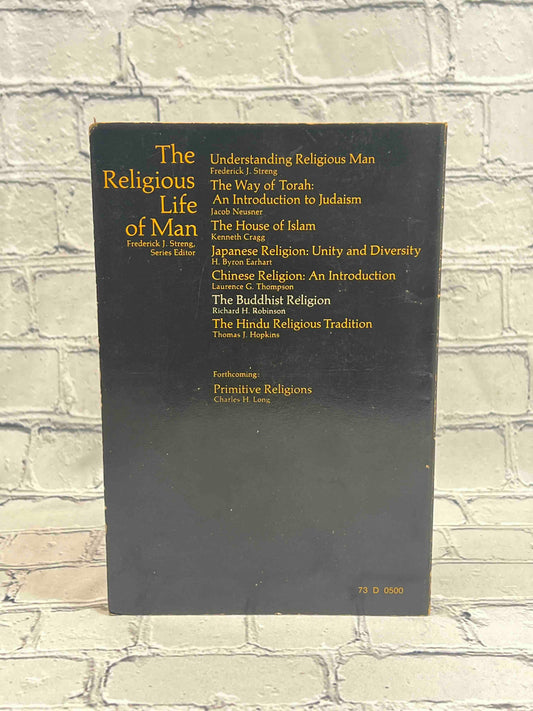 The
Religious
Life
of Man
Frederick J. Streng,
Series Editor
Understanding Religious Man
Frederick J. Streng
The Way of Torah:
An Introduction to Judaism
Jacob Neusner
The House of Islam
Kenneth Cragg
Japanese Religion: Unity and Diversity
H. Byron Earhart
Chinese Religion: An Introduction
Laurence G. Thompson
The Buddhist Religion
Richard H. Robinson
The Hindu Religious Tradition
Thomas J. Hopkins
Forthcoming:
Primitive Religions
Charles H. Long
73 D 0500